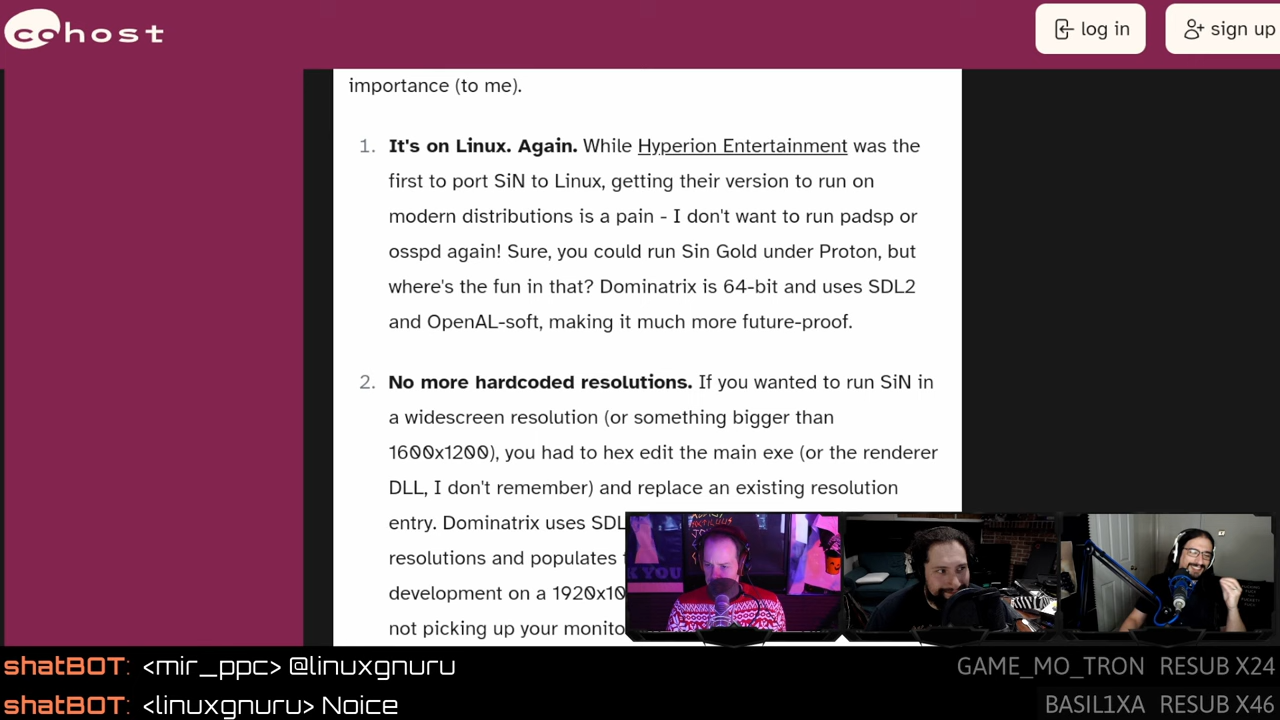 cohost
log in
sign up
importance (to me).
1. It's on Linux. Again. While Hyperion Entertainment was the
first to port SiN to Linux, getting their version to run on
modern distributions is a pain - I don't want to run padsp or
osspd again! Sure, you could run Sin Gold under Proton, but
where's the fun in that? Dominatrix is 64-bit and uses SDL2
and OpenAL-soft, making it much more future-proof.
2. No more hardcoded resolutions. If you wanted to run SiN in
a widescreen resolution (or something bigger than
1600x1200), you had to hex edit the main exe (or the renderer
DLL, I don't remember) and replace an existing resolution
entry. Dominatrix uses SDL
resolutions and populates
development on a 1920x10
not picking up your monito
shatBOT: <mir_ppc> @linuxgnuru
GAME_MO_TRON RESUB X24
shatBOT: <linuxgnuru> Noice
BASIL1XA RESUB X46